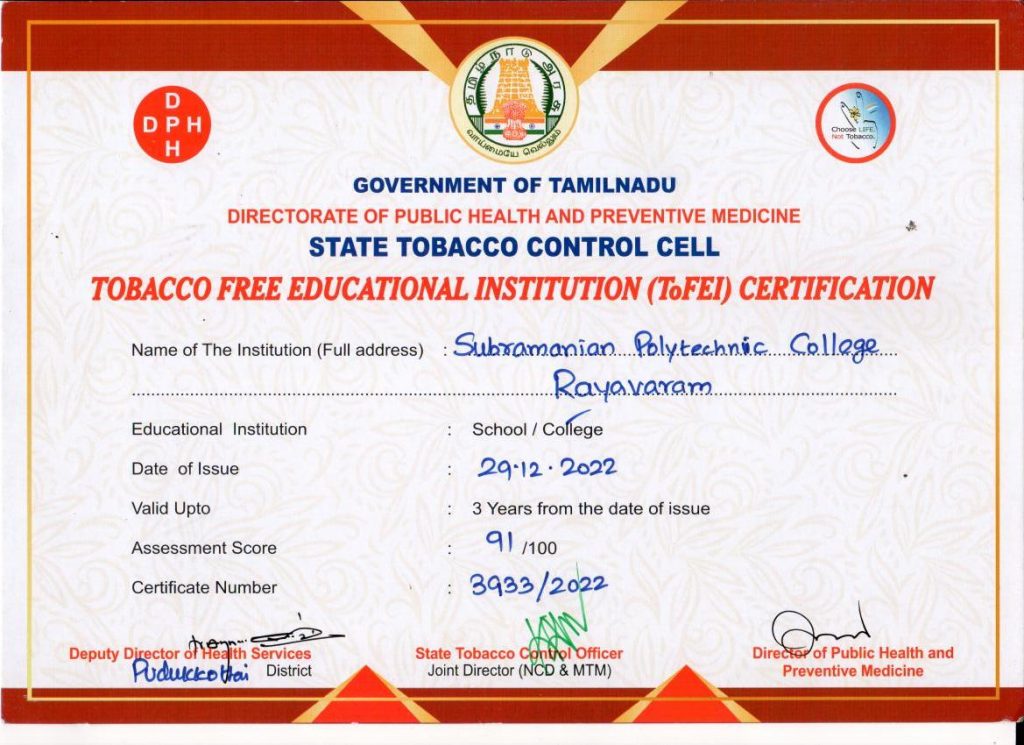 தமிழ்நாடு அரசு
வாய்மையே வெல்லும்
D
DPH
H
Choose LIFE.
Not Tobacco.
GOVERNMENT OF TAMILNADU
DIRECTORATE OF PUBLIC HEALTH AND PREVENTIVE MEDICINE
STATE TOBACCO CONTROL CELL
TOBACCO FREE EDUCATIONAL INSTITUTION (ToFEI) CERTIFICATION
Name of The Institution (Full address) : Subramanian Polytechnic College
Rayavaram
Educational Institution : School / College
Date of Issue : 29.12.2022
Valid Upto : 3 Years from the date of issue
Assessment Score : 91 /100
Certificate Number : 3933/2022
Deputy Director of Health Services State Tobacco Control Officer Director of Public Health and
Pudukkottai District Joint Director (NCD & MTM) Preventive Medicine